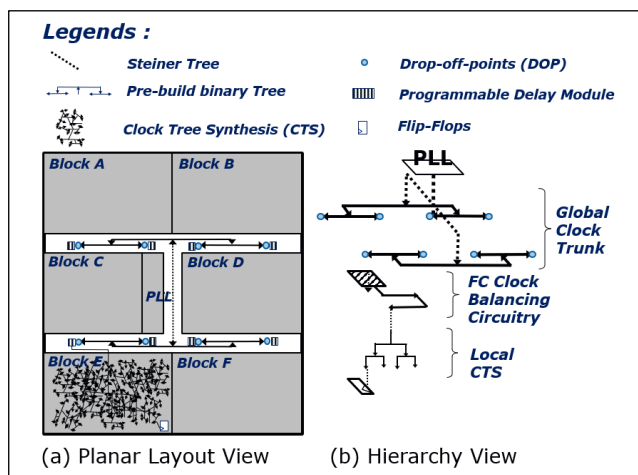 Legends :
Steiner Tree
Drop-off-points (DOP)
Pre-build binary Tree
Programmable Delay Module
Clock Tree Synthesis (CTS)
Flip-Flops
Block A
Block B
Block C
Block D
PLL
Block E
Block F
(a) Planar Layout View
PLL
Global
Clock
Trunk
FC Clock
Balancing
Circuitry
Local
CTS
(b) Hierarchy View